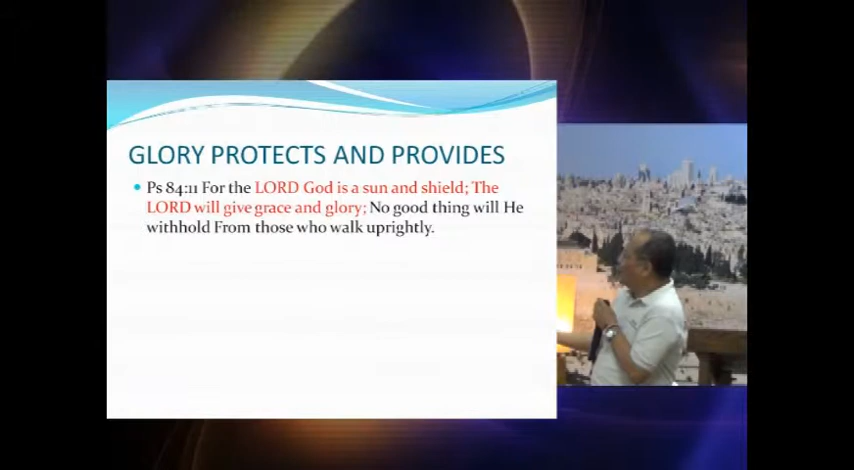 GLORY PROTECTS AND PROVIDES
Ps 84:11 For the LORD God is a sun and shield; The
LORD will give grace and glory; No good thing will He
withhold From those who walk uprightly.